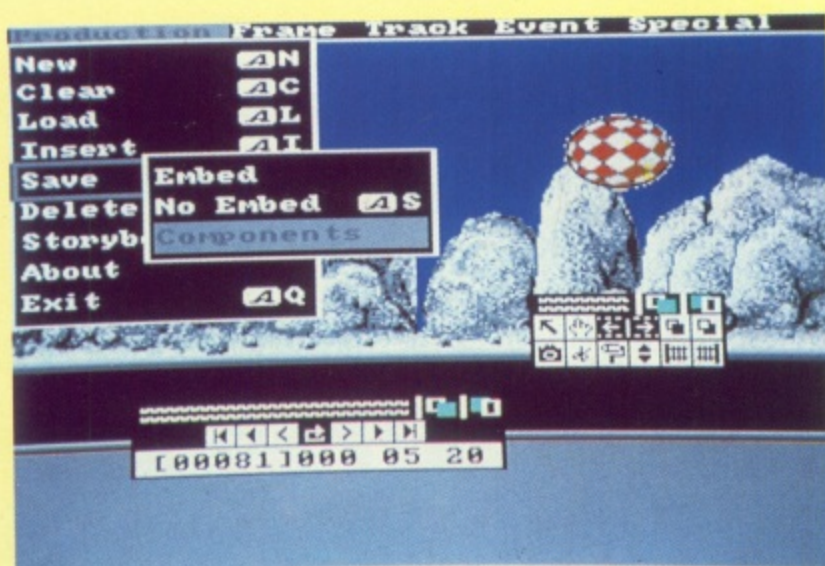 Production Frame Track Event Special
New A N
Clear A C
Load A L
Insert A I
Save
Embed
No Embed A S
Components
Delete
Storyb
About
Exit A Q
[00081]000 05 20